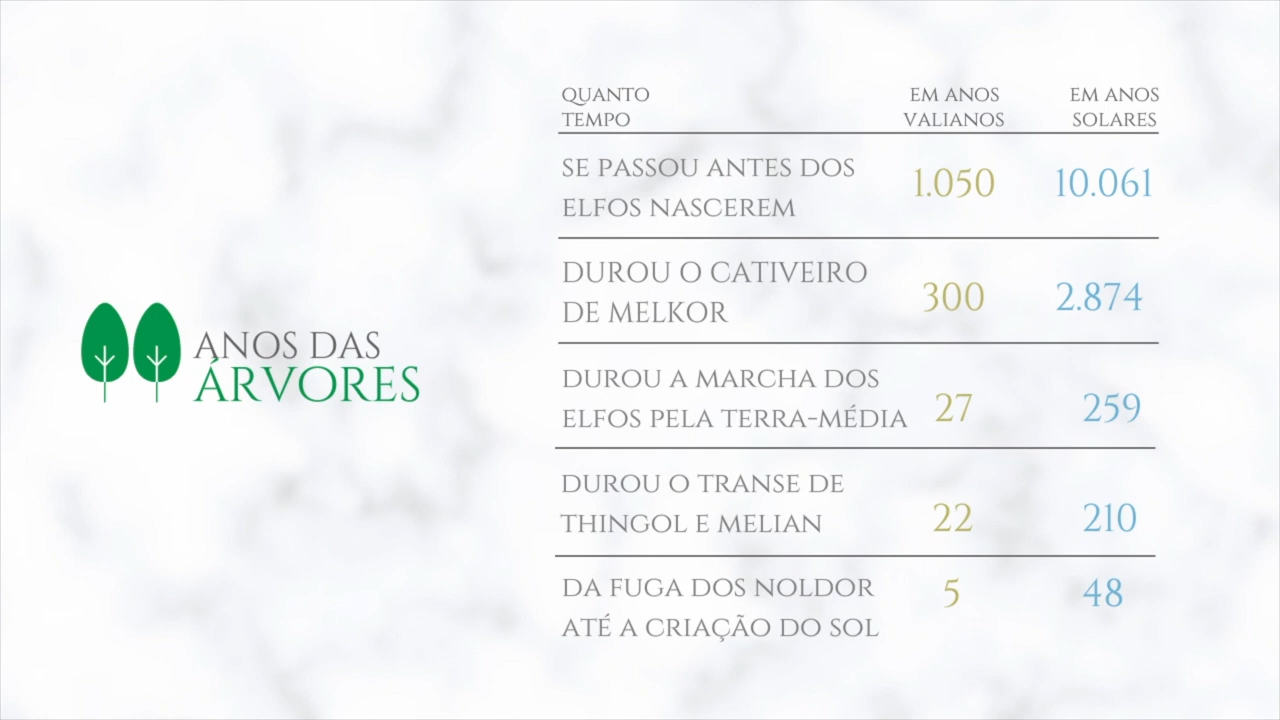 ANOS DAS
ÁRVORES
QUANTO TEMPO
EM ANOS VALIANOS
EM ANOS SOLARES
SE PASSOU ANTES DOS
ELFOS NASCEREM
1.050
10.061
DUROU O CATIVEIRO
DE MELKOR
300
2.874
DUROU A MARCHA DOS
ELFOS PELA TERRA-MÉDIA
27
259
DUROU O TRANSE DE
THINGOL E MELIAN
22
210
DA FUGA DOS NOLDOR
ATÉ A CRIAÇÃO DO SOL
5
48